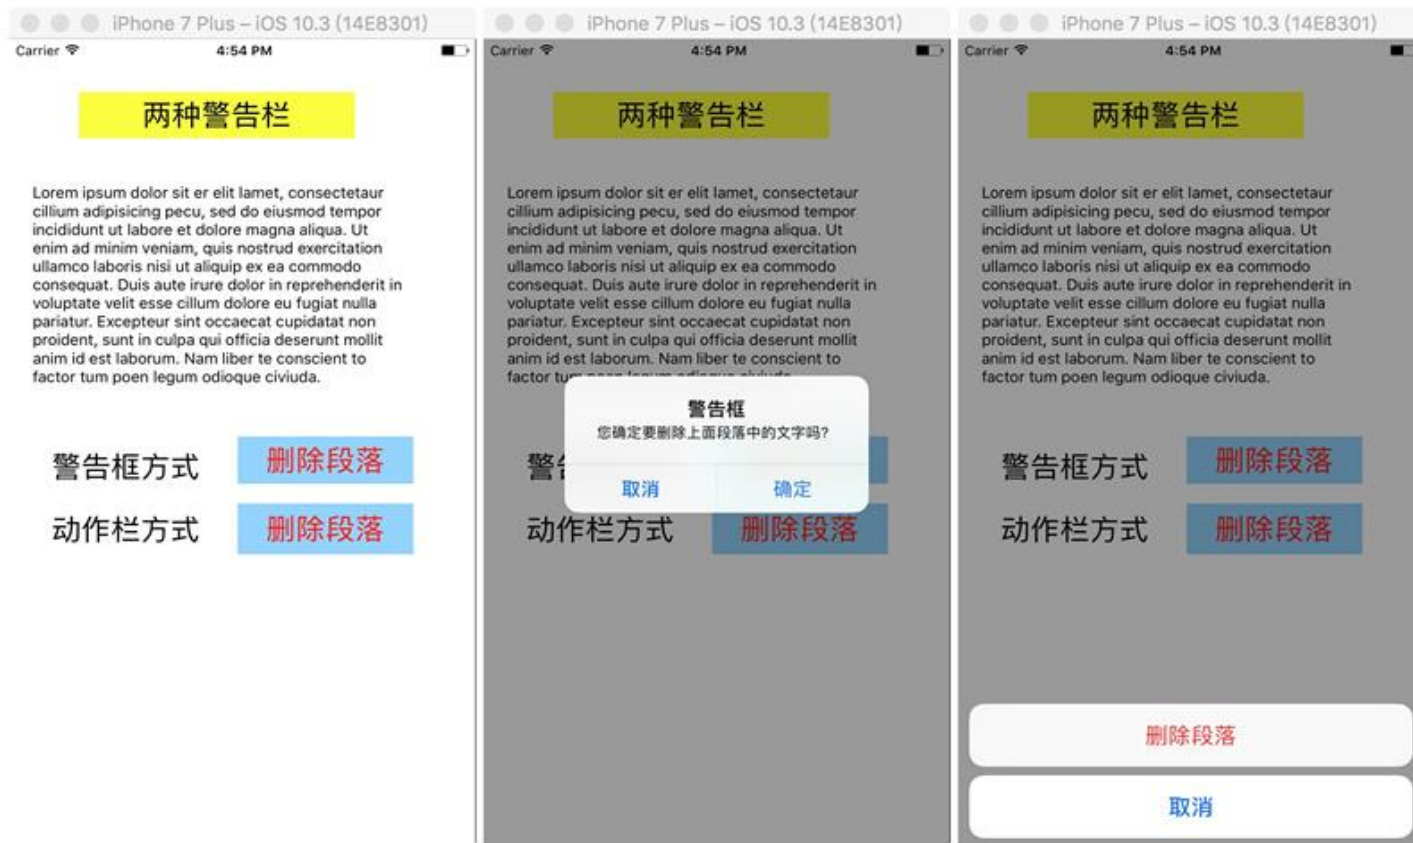 iPhone 7 Plus – iOS 10.3 (14E8301)
Carrier
4:54 PM
两种警告栏
Lorem ipsum dolor sit er elit lamet, consectetaur
cillium adipisicing pecu, sed do eiusmod tempor
incididunt ut labore et dolore magna aliqua. Ut
enim ad minim veniam, quis nostrud exercitation
ullamco laboris nisi ut aliquip ex ea commodo
consequat. Duis aute irure dolor in reprehenderit in
voluptate velit esse cillum dolore eu fugiat nulla
pariatur. Excepteur sint occaecat cupidatat non
proident, sunt in culpa qui officia deserunt mollit
anim id est laborum. Nam liber te conscient to
factor tum poen legum odioque civiuda.
警告框方式
删除段落
动作栏方式
删除段落
iPhone 7 Plus – iOS 10.3 (14E8301)
Carrier
4:54 PM
两种警告栏
Lorem ipsum dolor sit er elit lamet, consectetaur
cillium adipisicing pecu, sed do eiusmod tempor
incididunt ut labore et dolore magna aliqua. Ut
enim ad minim veniam, quis nostrud exercitation
ullamco laboris nisi ut aliquip ex ea commodo
consequat. Duis aute irure dolor in reprehenderit in
voluptate velit esse cillum dolore eu fugiat nulla
pariatur. Excepteur sint occaecat cupidatat non
proident, sunt in culpa qui officia deserunt mollit
anim id est laborum. Nam liber te conscient to
factor
警告框
您确定要删除上面段落中的文字吗?
取消
确定
警
动作栏方式
删除段落
iPhone 7 Plus – iOS 10.3 (14E8301)
Carrier
4:54 PM
两种警告栏
Lorem ipsum dolor sit er elit lamet, consectetaur
cillium adipisicing pecu, sed do eiusmod tempor
incididunt ut labore et dolore magna aliqua. Ut
enim ad minim veniam, quis nostrud exercitation
ullamco laboris nisi ut aliquip ex ea commodo
consequat. Duis aute irure dolor in reprehenderit in
voluptate velit esse cillum dolore eu fugiat nulla
pariatur. Excepteur sint occaecat cupidatat non
proident, sunt in culpa qui officia deserunt mollit
anim id est laborum. Nam liber te conscient to
factor tum poen legum odioque civiuda.
警告框方式
删除段落
动作栏方式
删除段落
删除段落
取消